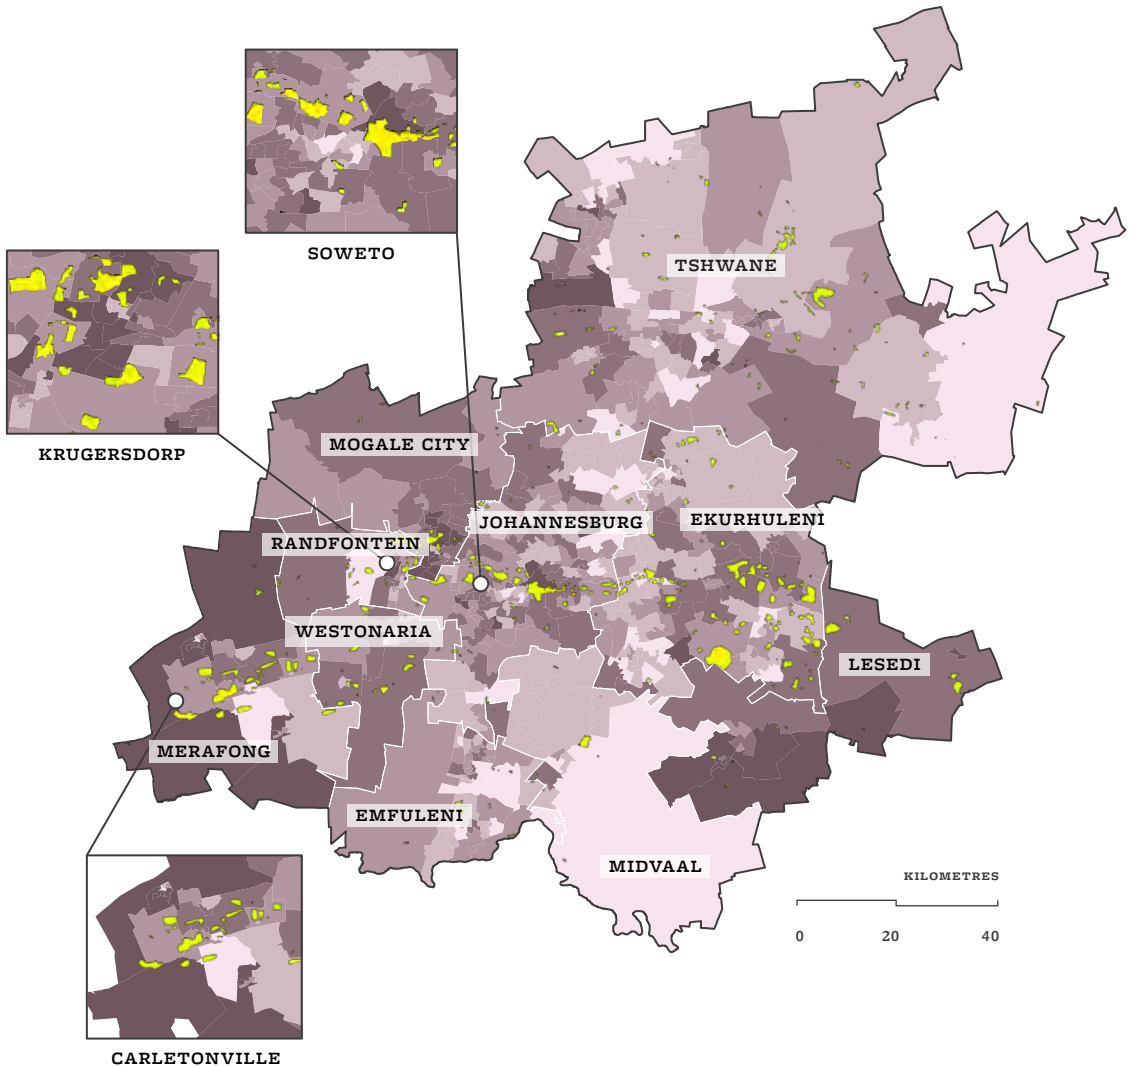 SOWETO
TSHWANE
KRUGERSDORP
MOGALE CITY
JOHANNESBURG
EKURHULENI
RANDFONTEIN
WESTONARIA
LESEDI
MERAFONG
EMFULENI
MIDVAAL
KILOMETRES
0 20 40
CARLETONVILLE